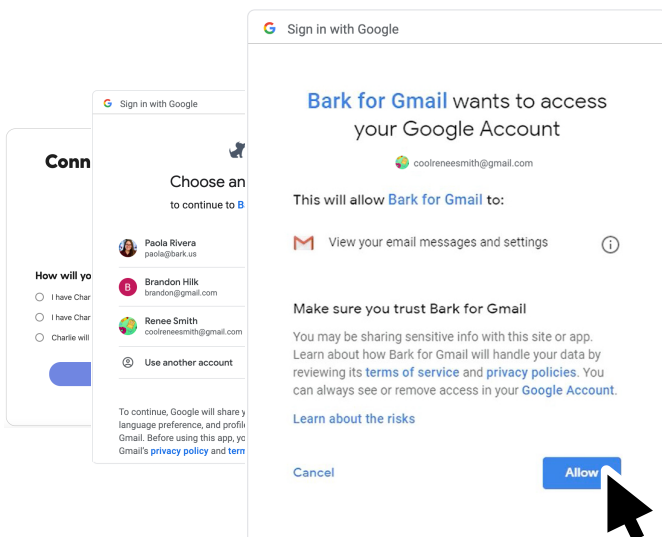 Sign in with Google
Bark for Gmail wants to access
your Google Account
coolreneesmith@gmail.com
This will allow Bark for Gmail to:
View your email messages and settings
Make sure you trust Bark for Gmail
You may be sharing sensitive info with this site or app.
Learn about how Bark for Gmail will handle your data by
reviewing its terms of service and privacy policies. You
can always see or remove access in your Google Account.
Learn about the risks
Cancel
Allow
Sign in with Google
Choose an
to continue to B
Paola Rivera
paola@bark.us
B
Brandon Hilk
brandon@gmail.com
Renee Smith
coolreneesmith@gmail.com
Use another account
To continue, Google will share y
language preference, and profile
Gmail. Before using this app, yo
Gmail's privacy policy and term
Conn
How will yo
I have Char
I have Char
Charlie will